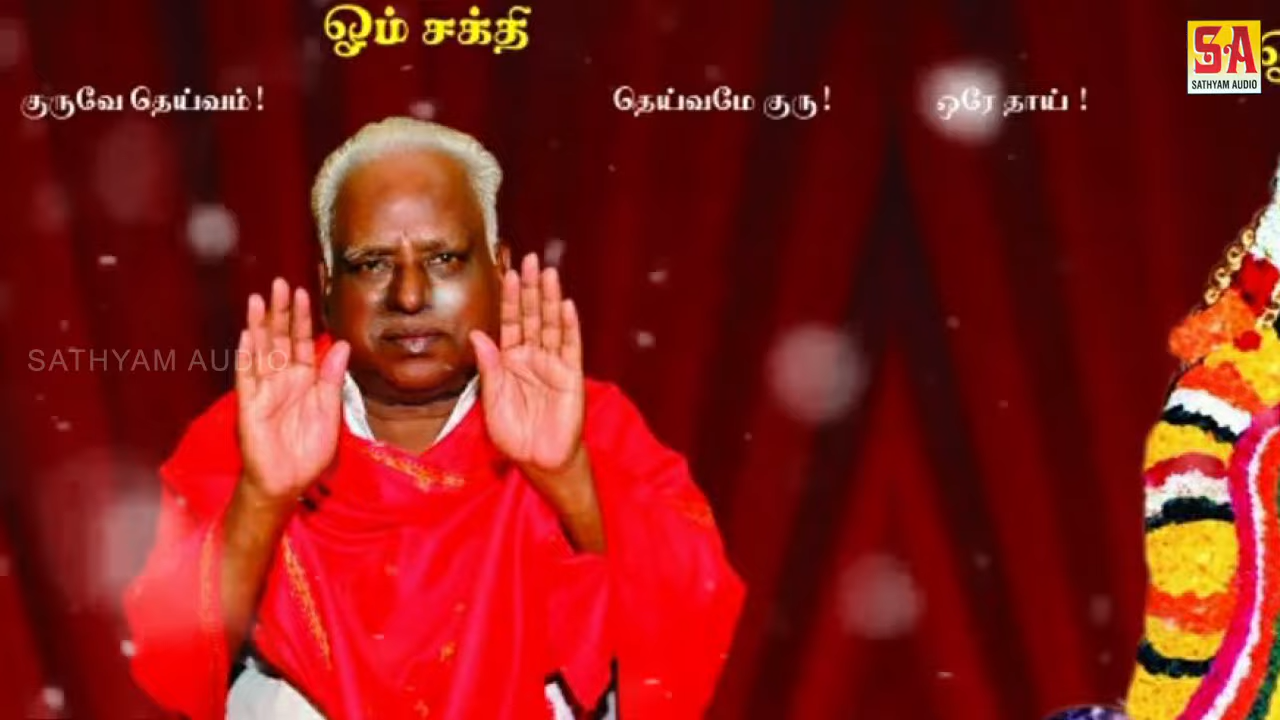 ஓம் சக்தி
SA
SATHYAM AUDIO
குருவே தெய்வம் !
தெய்வமே குரு !
ஒரே தாய் !
SATHYAM AUDIO